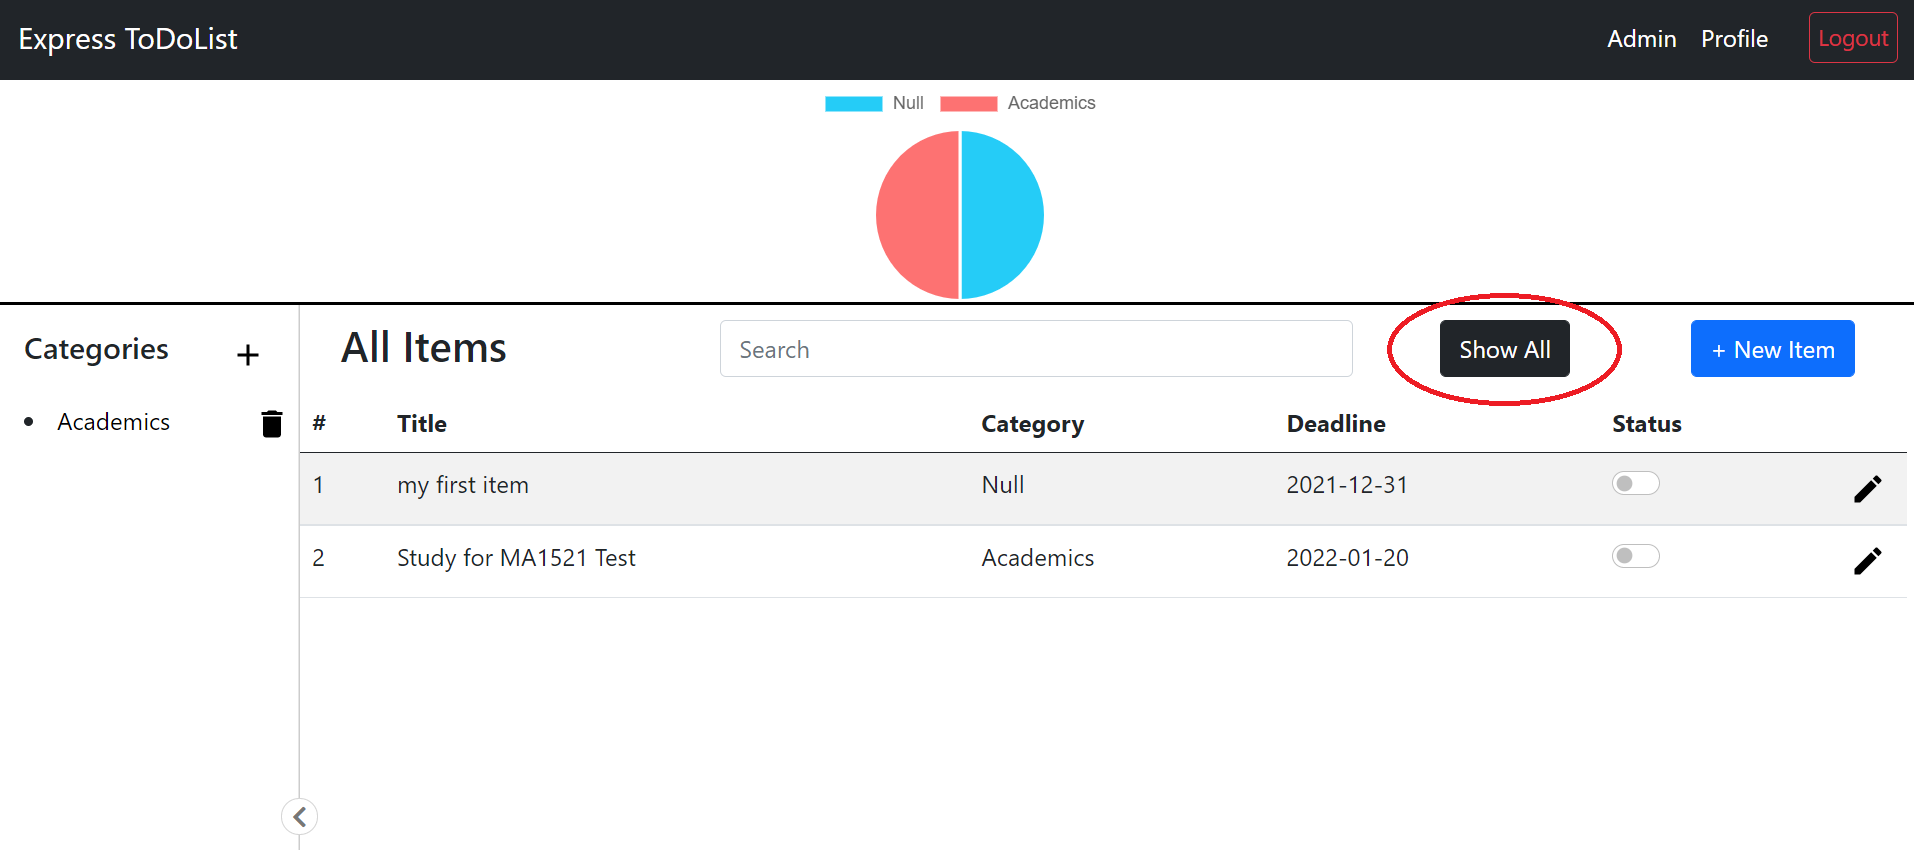 Express ToDoList Admin Profile Logout
Null Academics
Categories + All Items Search Show All + New Item
Academics
# Title Category Deadline Status
1 my first item Null 2021-12-31
2 Study for MA1521 Test Academics 2022-01-20